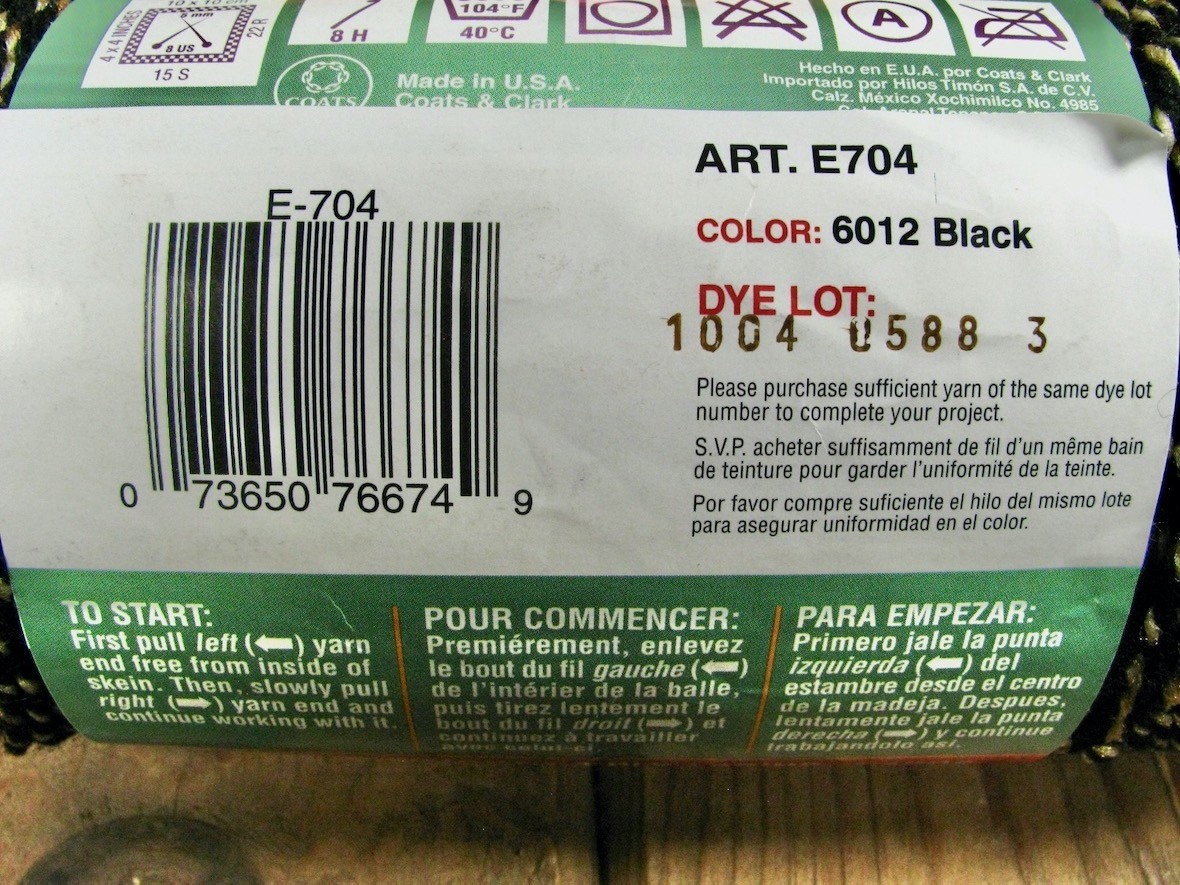 10 x 10 cm
4 x 4 INCHES
5 mm
8 US
22 R
15 S
8 H
104°F
40°C
A
COATS
Made in U.S.A.
Coats & Clark
Hecho en E.U.A. por Coats & Clark
Importado por Hilos Timón S.A. de C.V.
Calz. México Xochimilco No. 4985
ART. E704
E-704
COLOR: 6012 Black
DYE LOT:
1004 0588 3
Please purchase sufficient yarn of the same dye lot
number to complete your project.
S.V.P. acheter suffisamment de fil d'un même bain
de teinture pour garder l'uniformité de la teinte.
Por favor compre suficiente el hilo del mismo lote
para asegurar uniformidad en el color.
0 73650 76674 9
TO START:
First pull left (←) yarn
end free from inside of
skein. Then, slowly pull
right (→) yarn end and
continue working with it.
POUR COMMENCER:
Premiérement, enlevez
le bout du fil gauche (←)
de l'intérier de la balle,
puis tirez lentement le
bout du fil droit (→) et
continuez à travailler
avec celui-ci
PARA EMPEZAR:
Primero jale la punta
izquierda (←) del
estambre desde el centro
de la madeja. Despues,
lentamente jale la punta
derecha (→) y continue
trabajandolo asi.